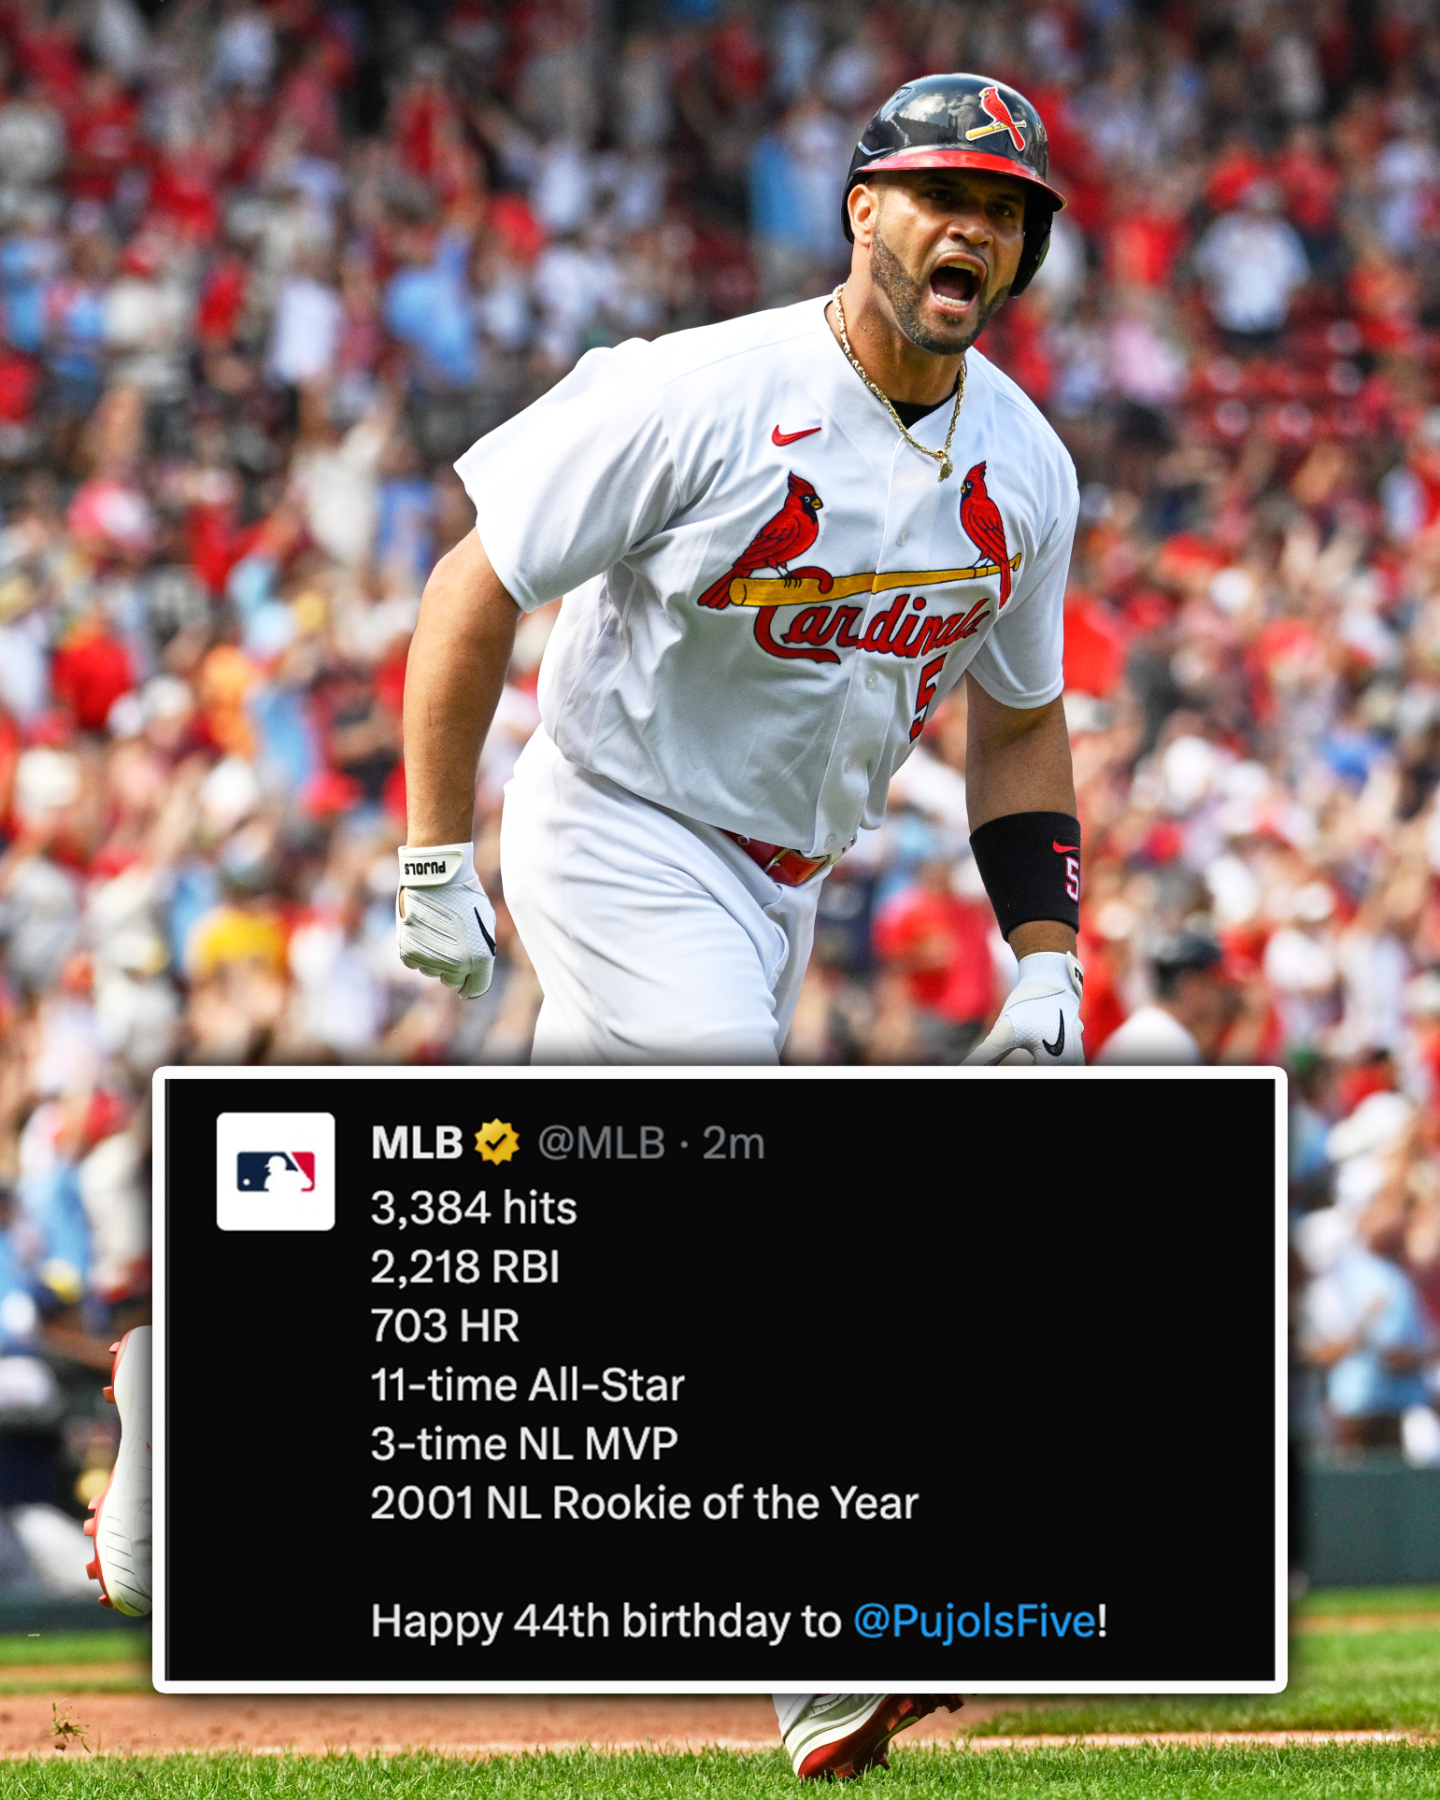 Cardinals
5
PUJOLS
5
MLB @MLB · 2m
3,384 hits
2,218 RBI
703 HR
11-time All-Star
3-time NL MVP
2001 NL Rookie of the Year
Happy 44th birthday to @PujolsFive!